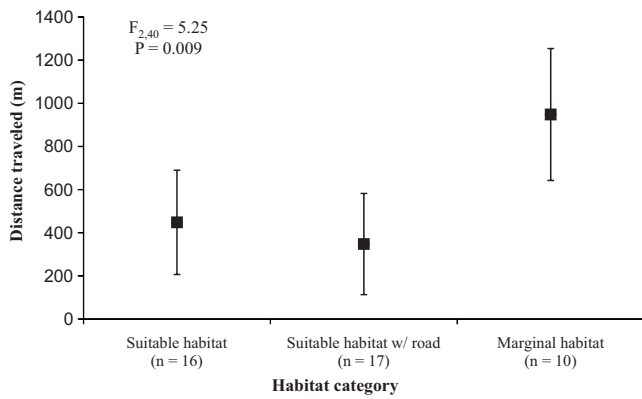 1400
1200
1000
800
600
400
200
0
Distance traveled (m)
F2,40 = 5.25
P = 0.009
Suitable habitat
(n = 16)
Suitable habitat w/ road
(n = 17)
Marginal habitat
(n = 10)
Habitat category